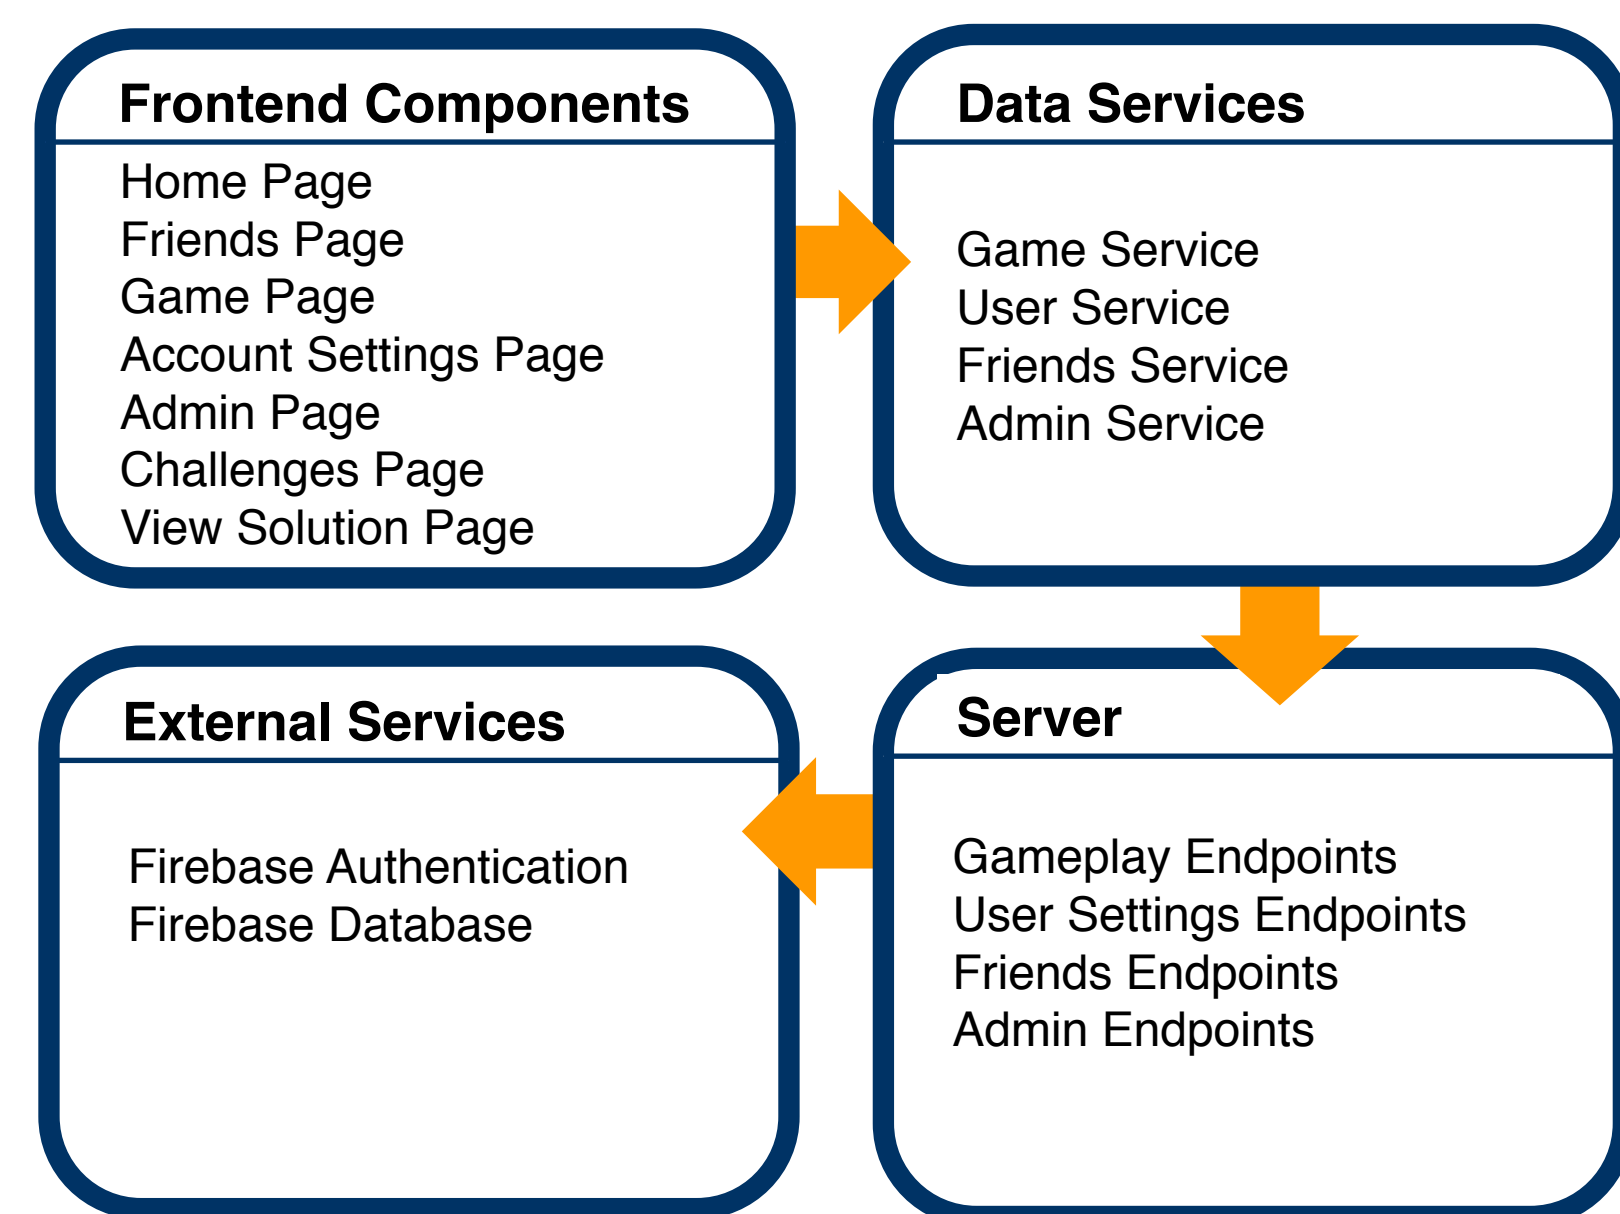 Frontend Components
Home Page
Friends Page
Game Page
Account Settings Page
Admin Page
Challenges Page
View Solution Page
Data Services
Game Service
User Service
Friends Service
Admin Service
External Services
Firebase Authentication
Firebase Database
Server
Gameplay Endpoints
User Settings Endpoints
Friends Endpoints
Admin Endpoints